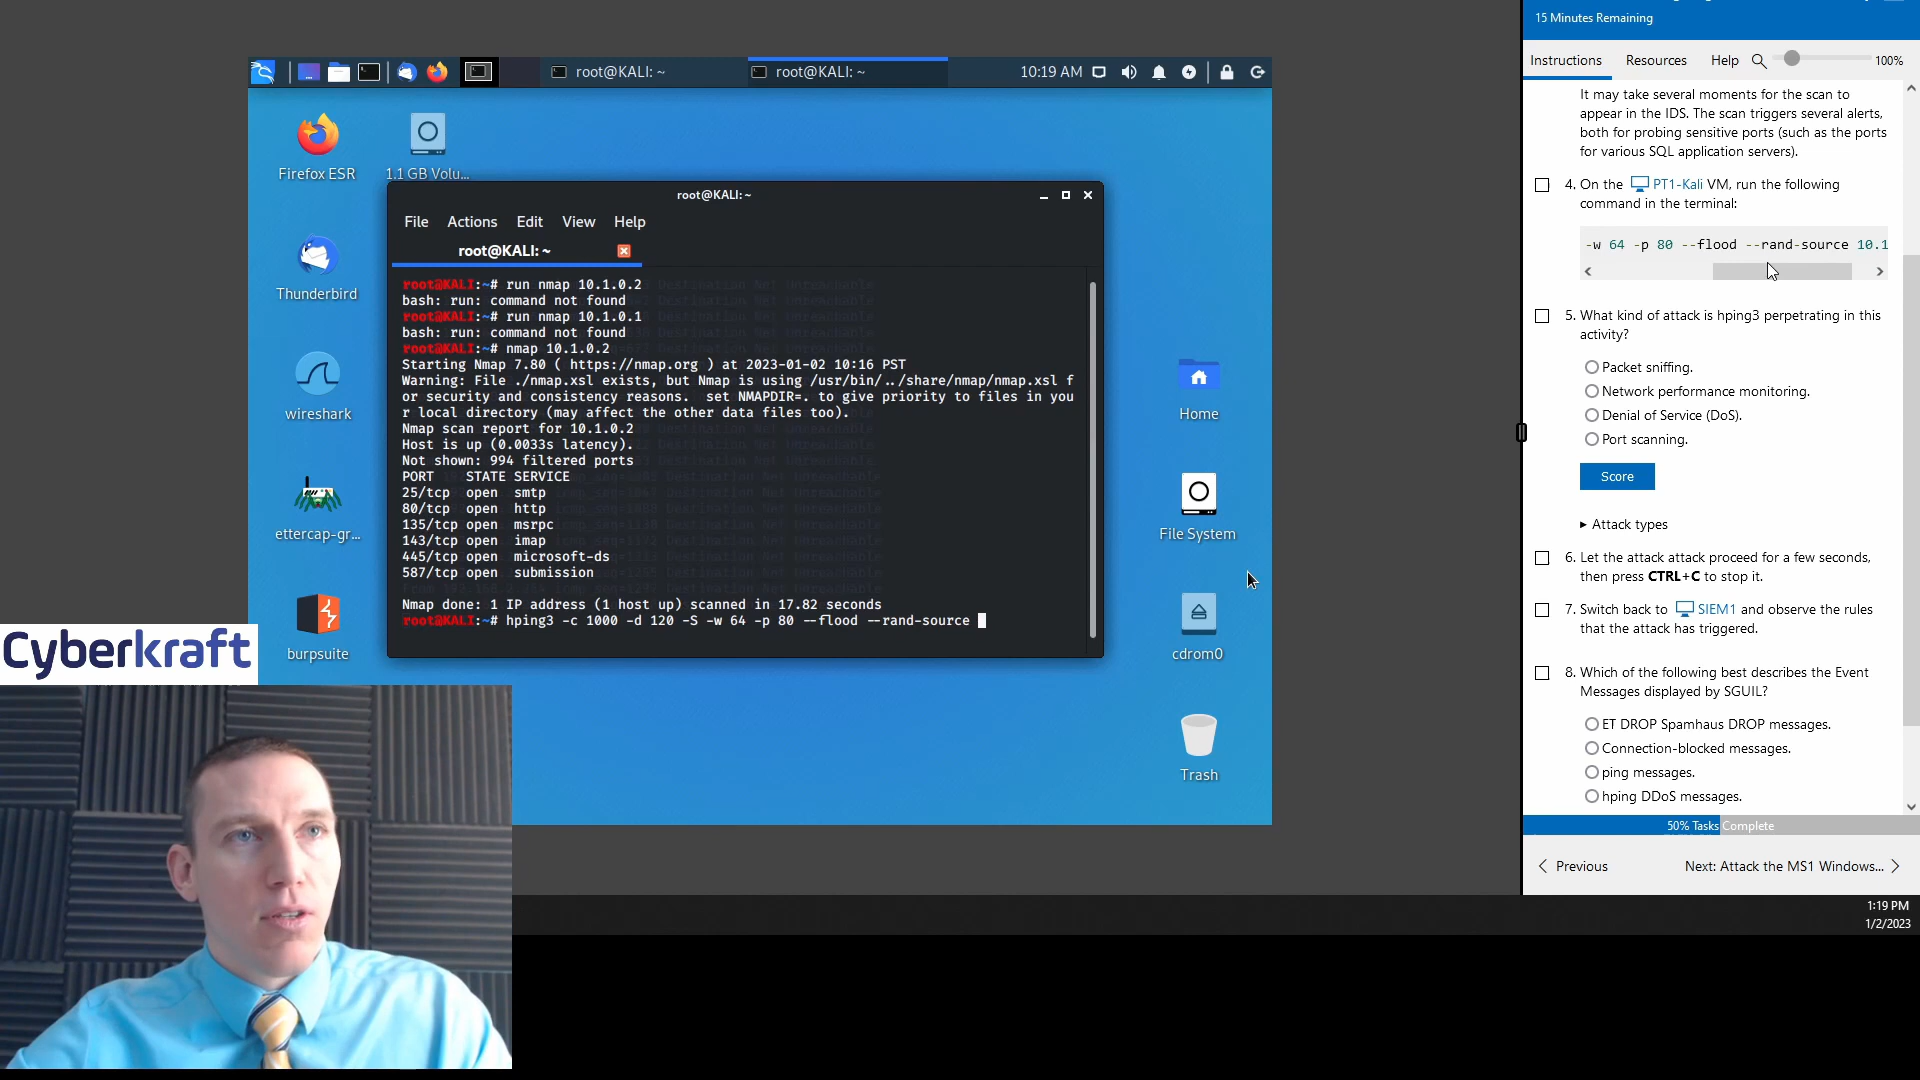 15 Minutes Remaining
Instructions Resources Help 100%
root@KALI: ~ root@KALI: ~ 10:19 AM
Firefox ESR
1.1 GB Volu...
Thunderbird
wireshark
ettercap-gr...
burpsuite
Home
File System
cdrom0
Trash
root@KALI: ~
File Actions Edit View Help
root@KALI: ~
root@KALI:~# run nmap 10.1.0.2
bash: run: command not found
root@KALI:~# run nmap 10.1.0.1
bash: run: command not found
root@KALI:~# nmap 10.1.0.2
Starting Nmap 7.80 ( https://nmap.org ) at 2023-01-02 10:16 PST
Warning: File ./nmap.xsl exists, but Nmap is using /usr/bin/../share/nmap/nmap.xsl f
or security and consistency reasons.  set NMAPDIR=. to give priority to files in you
r local directory (may affect the other data files too).
Nmap scan report for 10.1.0.2
Host is up (0.0033s latency).
Not shown: 994 filtered ports
PORT    STATE SERVICE
25/tcp  open  smtp
80/tcp  open  http
135/tcp open  msrpc
143/tcp open  imap
445/tcp open  microsoft-ds
587/tcp open  submission
Nmap done: 1 IP address (1 host up) scanned in 17.82 seconds
root@KALI:~# hping3 -c 1000 -d 120 -S -w 64 -p 80 --flood --rand-source
Cyberkraft
It may take several moments for the scan to
appear in the IDS. The scan triggers several alerts,
both for probing sensitive ports (such as the ports
for various SQL application servers).
4. On the PT1-Kali VM, run the following
command in the terminal:
-w 64 -p 80 --flood --rand-source 10.1
5. What kind of attack is hping3 perpetrating in this
activity?
Packet sniffing.
Network performance monitoring.
Denial of Service (DoS).
Port scanning.
Score
Attack types
6. Let the attack attack proceed for a few seconds,
then press CTRL+C to stop it.
7. Switch back to SIEM1 and observe the rules
that the attack has triggered.
8. Which of the following best describes the Event
Messages displayed by SGUIL?
ET DROP Spamhaus DROP messages.
Connection-blocked messages.
ping messages.
hping DDoS messages.
50% Tasks Complete
Previous Next: Attack the MS1 Windows...
1:19 PM
1/2/2023